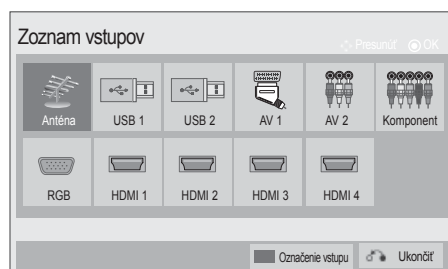 Zoznam vstupov
Presunúť OK
Anténa USB 1 USB 2 AV 1 AV 2 Komponent
RGB HDMI 1 HDMI 2 HDMI 3 HDMI 4
Označenie vstupu Ukončiť